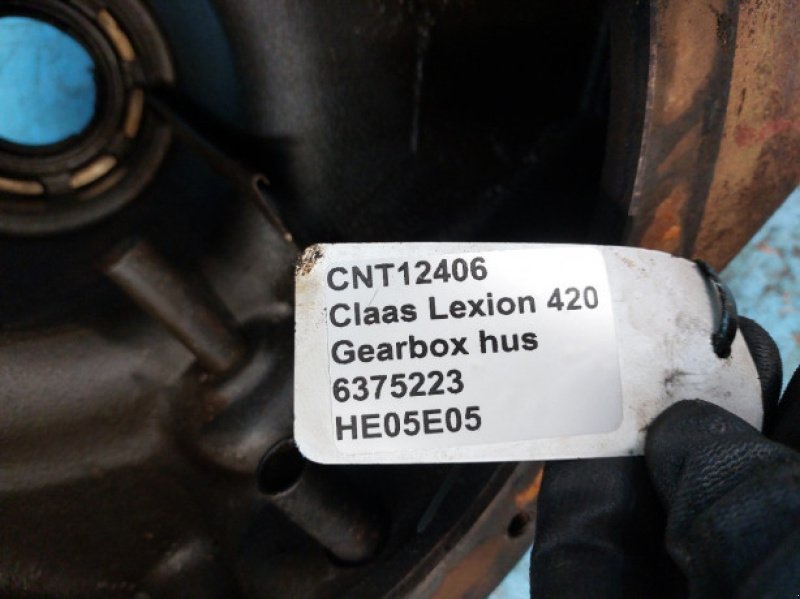 CNT12406
Claas Lexion 420
Gearbox hus
6375223
HE05E05